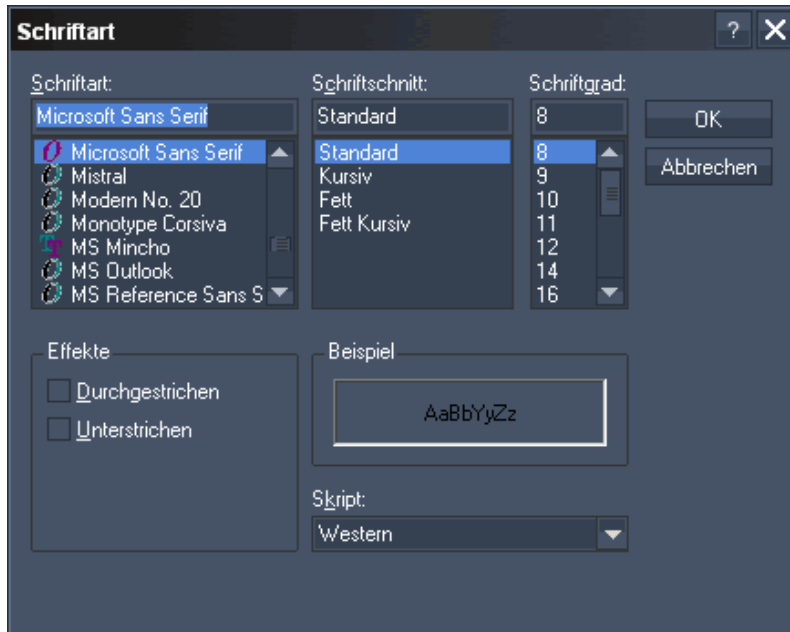 Schriftart
?
Schriftart:
Microsoft Sans Serif
Microsoft Sans Serif
Mistral
Modern No. 20
Monotype Corsiva
MS Mincho
MS Outlook
MS Reference Sans S
Schriftschnitt:
Standard
Standard
Kursiv
Fett
Fett Kursiv
Schriftgrad:
8
8
9
10
11
12
14
16
OK
Abbrechen
Effekte
Durchgestrichen
Unterstrichen
Beispiel
AaBbYyZz
Skript:
Western